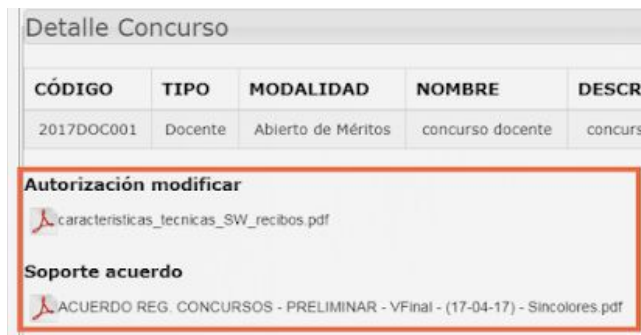 Detalle Concurso
CÓDIGO TIPO MODALIDAD NOMBRE DESCR
2017DOC001 Docente Abierto de Méritos concurso docente concurs
Autorización modificar
caracteristicas_tecnicas_SW_recibos.pdf
Soporte acuerdo
ACUERDO REG. CONCURSOS - PRELIMINAR - VFinal - (17-04-17) - Sincolores.pdf